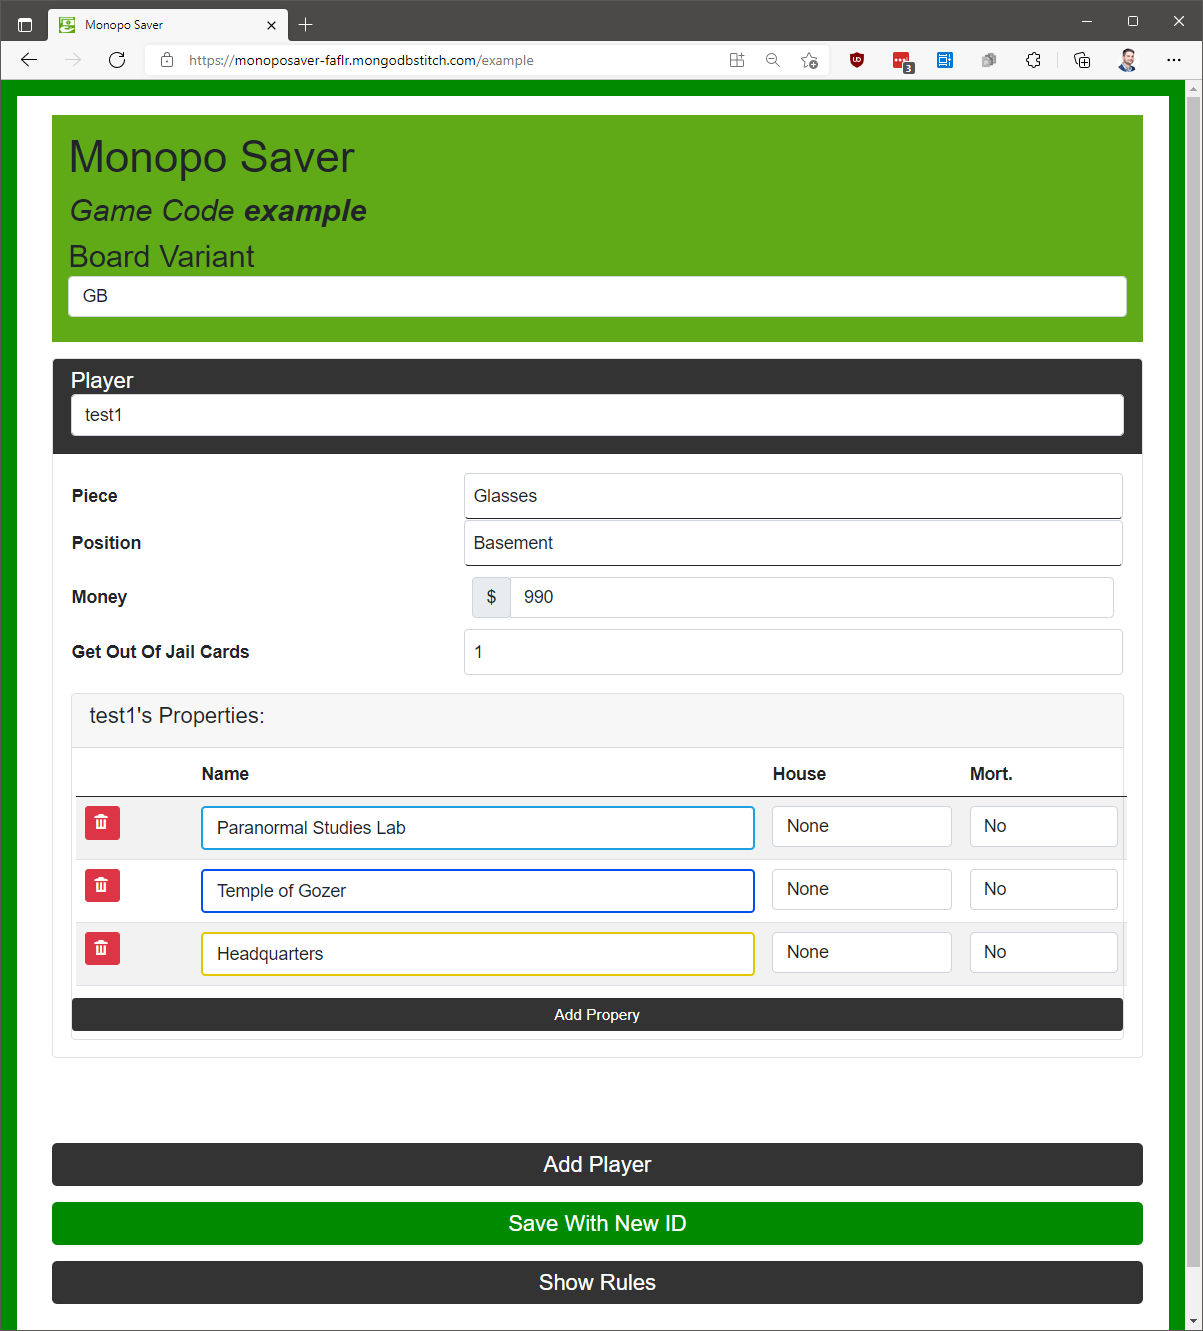 Monopo Saver
https://monoposaver-faflr.mongodbstitch.com/example
3
Monopo Saver
Game Code example
Board Variant
GB
Player
test1
Piece Glasses
Position Basement
Money $ 990
Get Out Of Jail Cards 1
test1's Properties:
Name House Mort.
Paranormal Studies Lab None No
Temple of Gozer None No
Headquarters None No
Add Propery
Add Player
Save With New ID
Show Rules